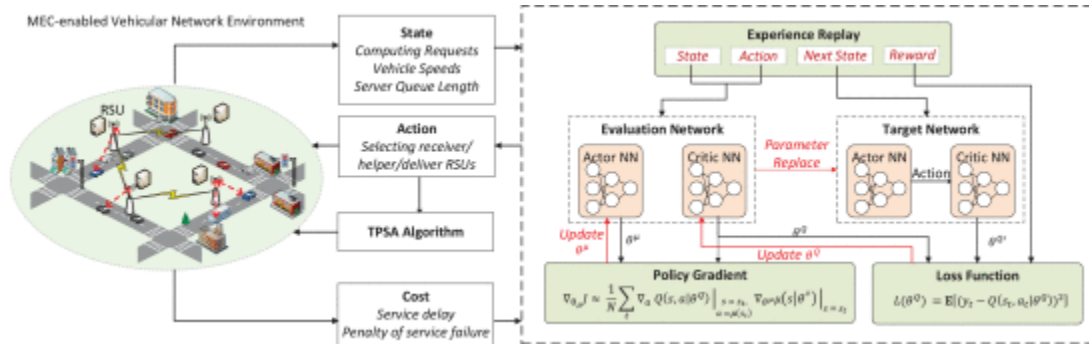 MEC-enabled Vehicular Network Environment
RSU
State
Computing Requests
Vehicle Speeds
Server Queue Length
Action
Selecting receiver/
helper/deliver RSUs
TPSA Algorithm
Cost
Service delay
Penalty of service failure
Experience Replay
State
Action
Next State
Reward
Evaluation Network
Actor NN
Critic NN
Parameter
Replace
Target Network
Actor NN
Action
Critic NN
Update
θ^μ
θ^μ
θ^Q
Update θ^Q
θ^Q'
Policy Gradient
Loss Function
L(θ^Q) = E[(y_t − Q(s_t, a_t|θ^Q))^2]